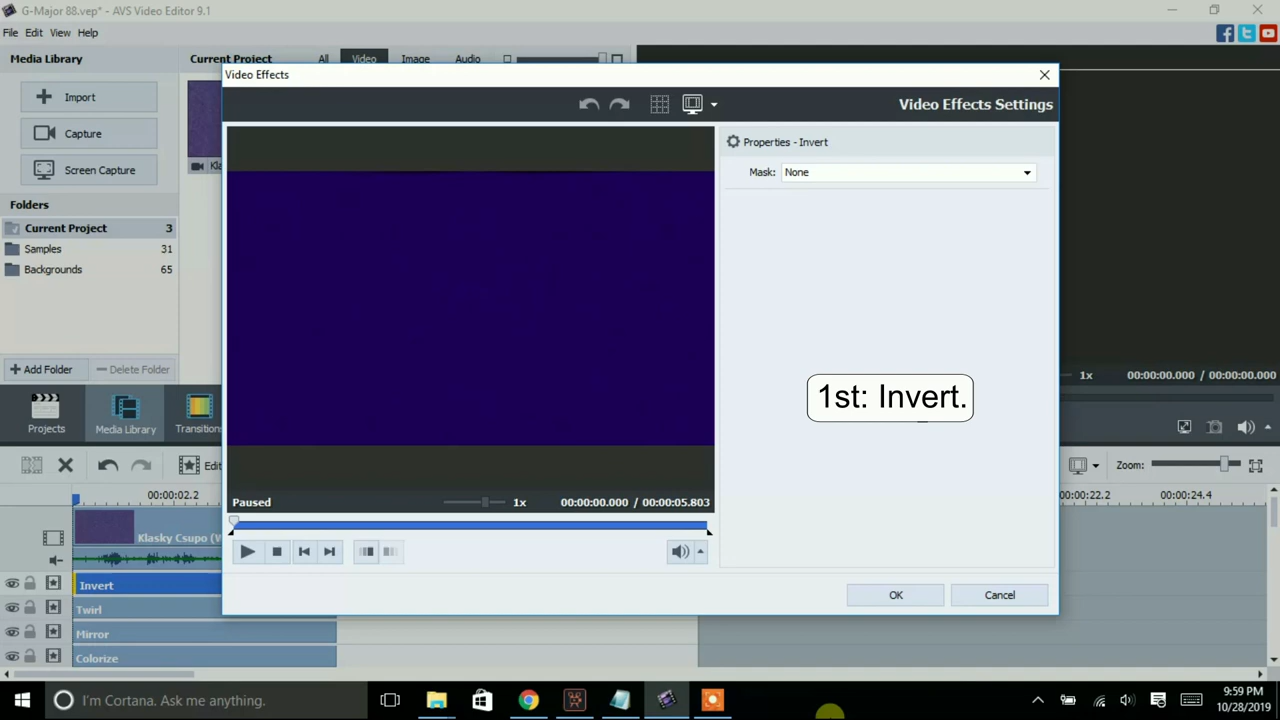 G-Major 88.vep* - AVS Video Editor 9.1
File Edit View Help
Media Library
Current Project All Video Image Audio
Import
Capture
Screen Capture
Folders
Current Project 3
Samples 31
Backgrounds 65
Add Folder Delete Folder
Projects Media Library Transition
Edi
Video Effects
Video Effects Settings
Properties - Invert
Mask: None
1st: Invert.
Paused 1x 00:00:00.000 / 00:00:05.803
OK Cancel
1x 00:00:00.000 / 00:00:00.000
Zoom:
00:00:02.2 00:00:22.2 00:00:24.4
Kla
Klasky Csupo (W
Invert
Twirl
Mirror
Colorize
I'm Cortana. Ask me anything.
9:59 PM
10/28/2019